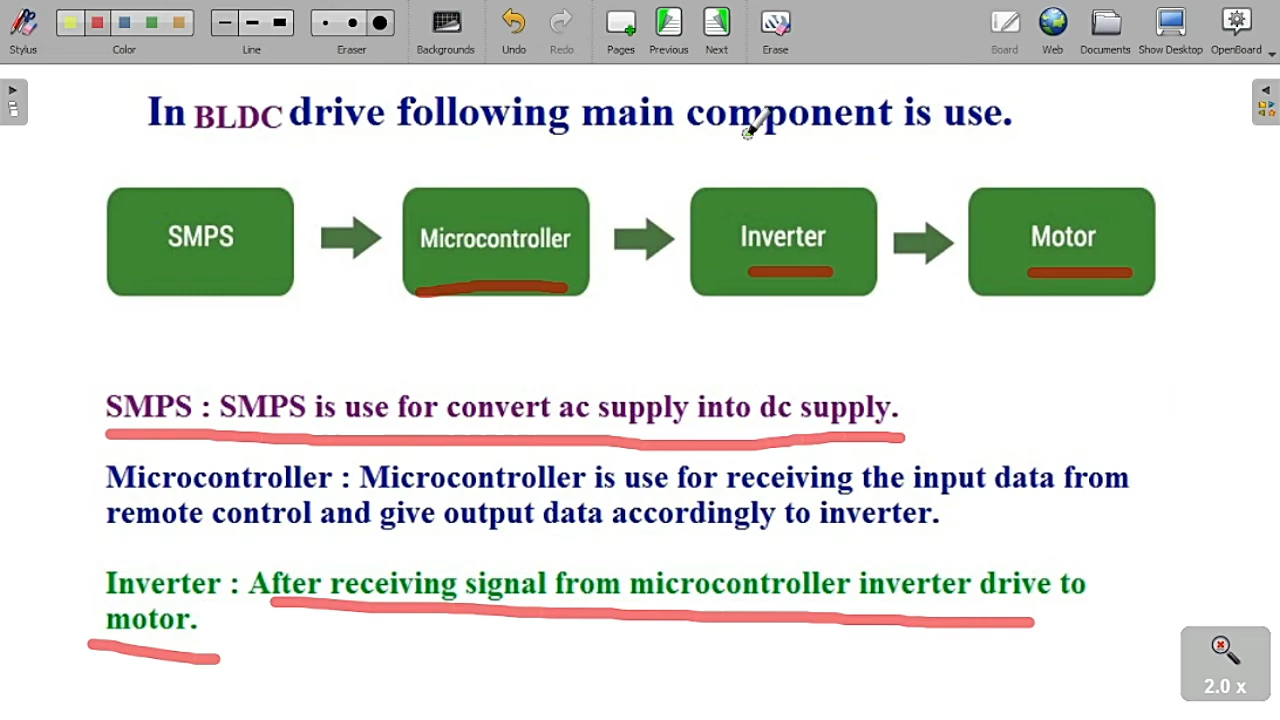 Stylus Color Line Eraser Backgrounds Undo Redo Pages Previous Next Erase Board Web Documents Show Desktop OpenBoard
In BLDC drive following main component is use.
SMPS Microcontroller Inverter Motor
SMPS : SMPS is use for convert ac supply into dc supply.
Microcontroller : Microcontroller is use for receiving the input data from
remote control and give output data accordingly to inverter.
Inverter : After receiving signal from microcontroller inverter drive to
motor.
2.0 x